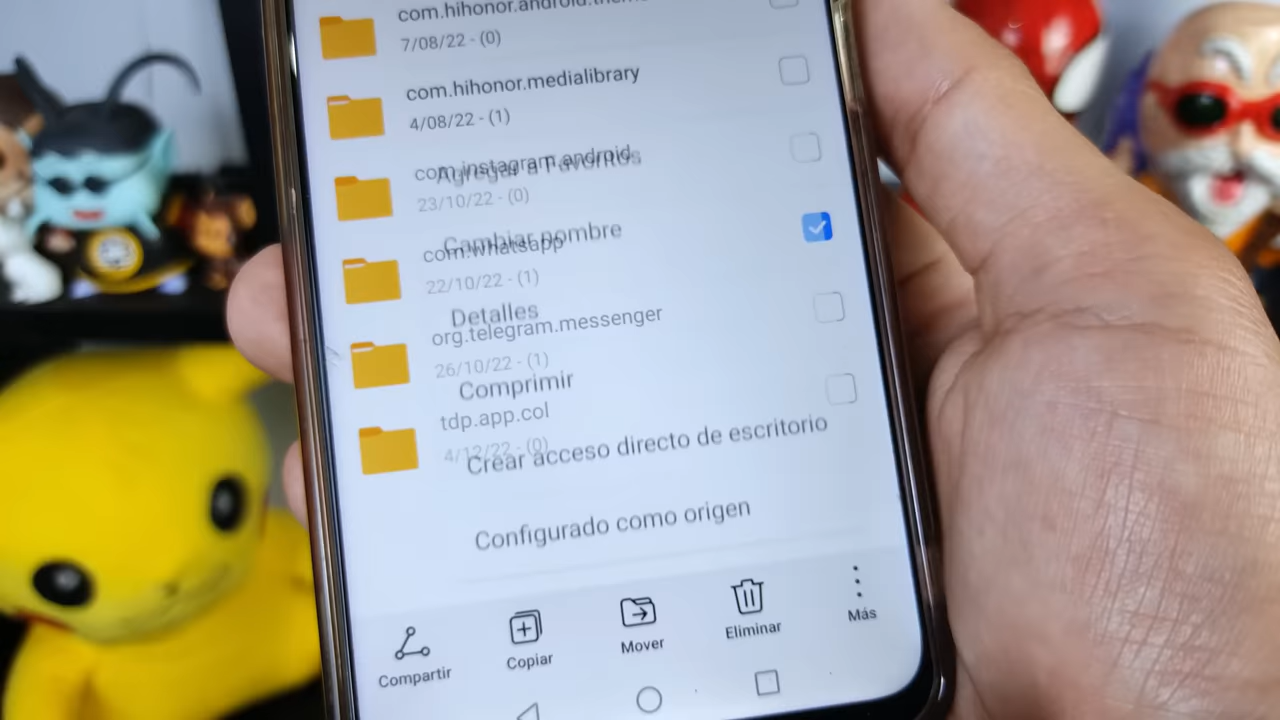 com.hihonor.android.them
7/08/22 - (0)
com.hihonor.medialibrary
4/08/22 - (1)
com.instagram.android
Agregar a Favoritos
23/10/22 - (0)
Cambiar nombre
com.whatsapp
22/10/22 - (1)
Detalles
org.telegram.messenger
26/10/22 - (1)
Comprimir
tdp.app.col
4/12/22 - (0)
Crear acceso directo de escritorio
Configurado como origen
Compartir
Copiar
Mover
Eliminar
Más